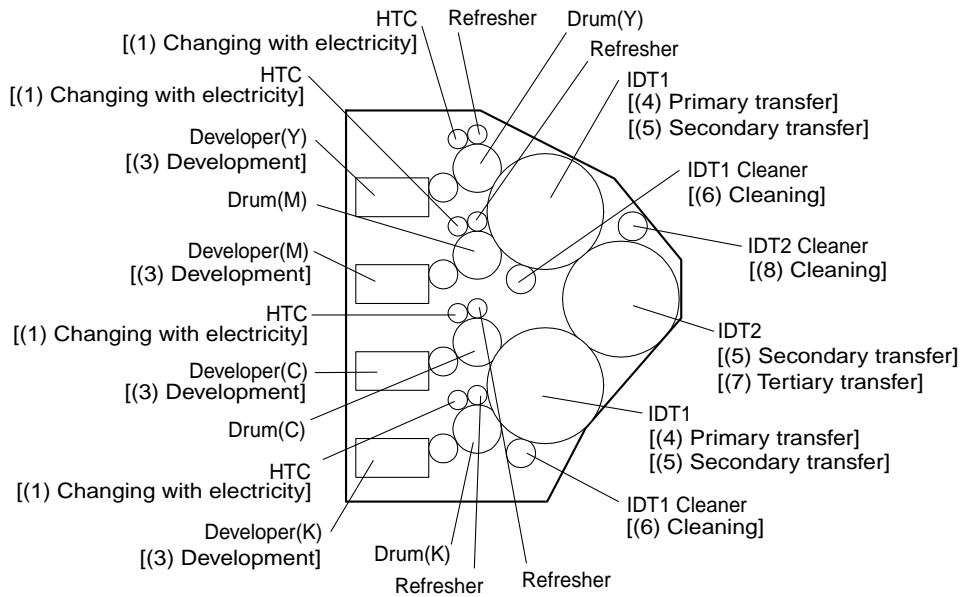 HTC
[(1) Changing with electricity]
Refresher
Drum(Y)
Refresher
HTC
[(1) Changing with electricity]
IDT1
[(4) Primary transfer]
[(5) Secondary transfer]
Developer(Y)
[(3) Development]
IDT1 Cleaner
[(6) Cleaning]
Drum(M)
Developer(M)
[(3) Development]
IDT2 Cleaner
[(8) Cleaning]
HTC
[(1) Changing with electricity]
IDT2
[(5) Secondary transfer]
[(7) Tertiary transfer]
Developer(C)
[(3) Development]
Drum(C)
IDT1
[(4) Primary transfer]
[(5) Secondary transfer]
HTC
[(1) Changing with electricity]
IDT1 Cleaner
[(6) Cleaning]
Developer(K)
[(3) Development]
Drum(K)
Refresher
Refresher